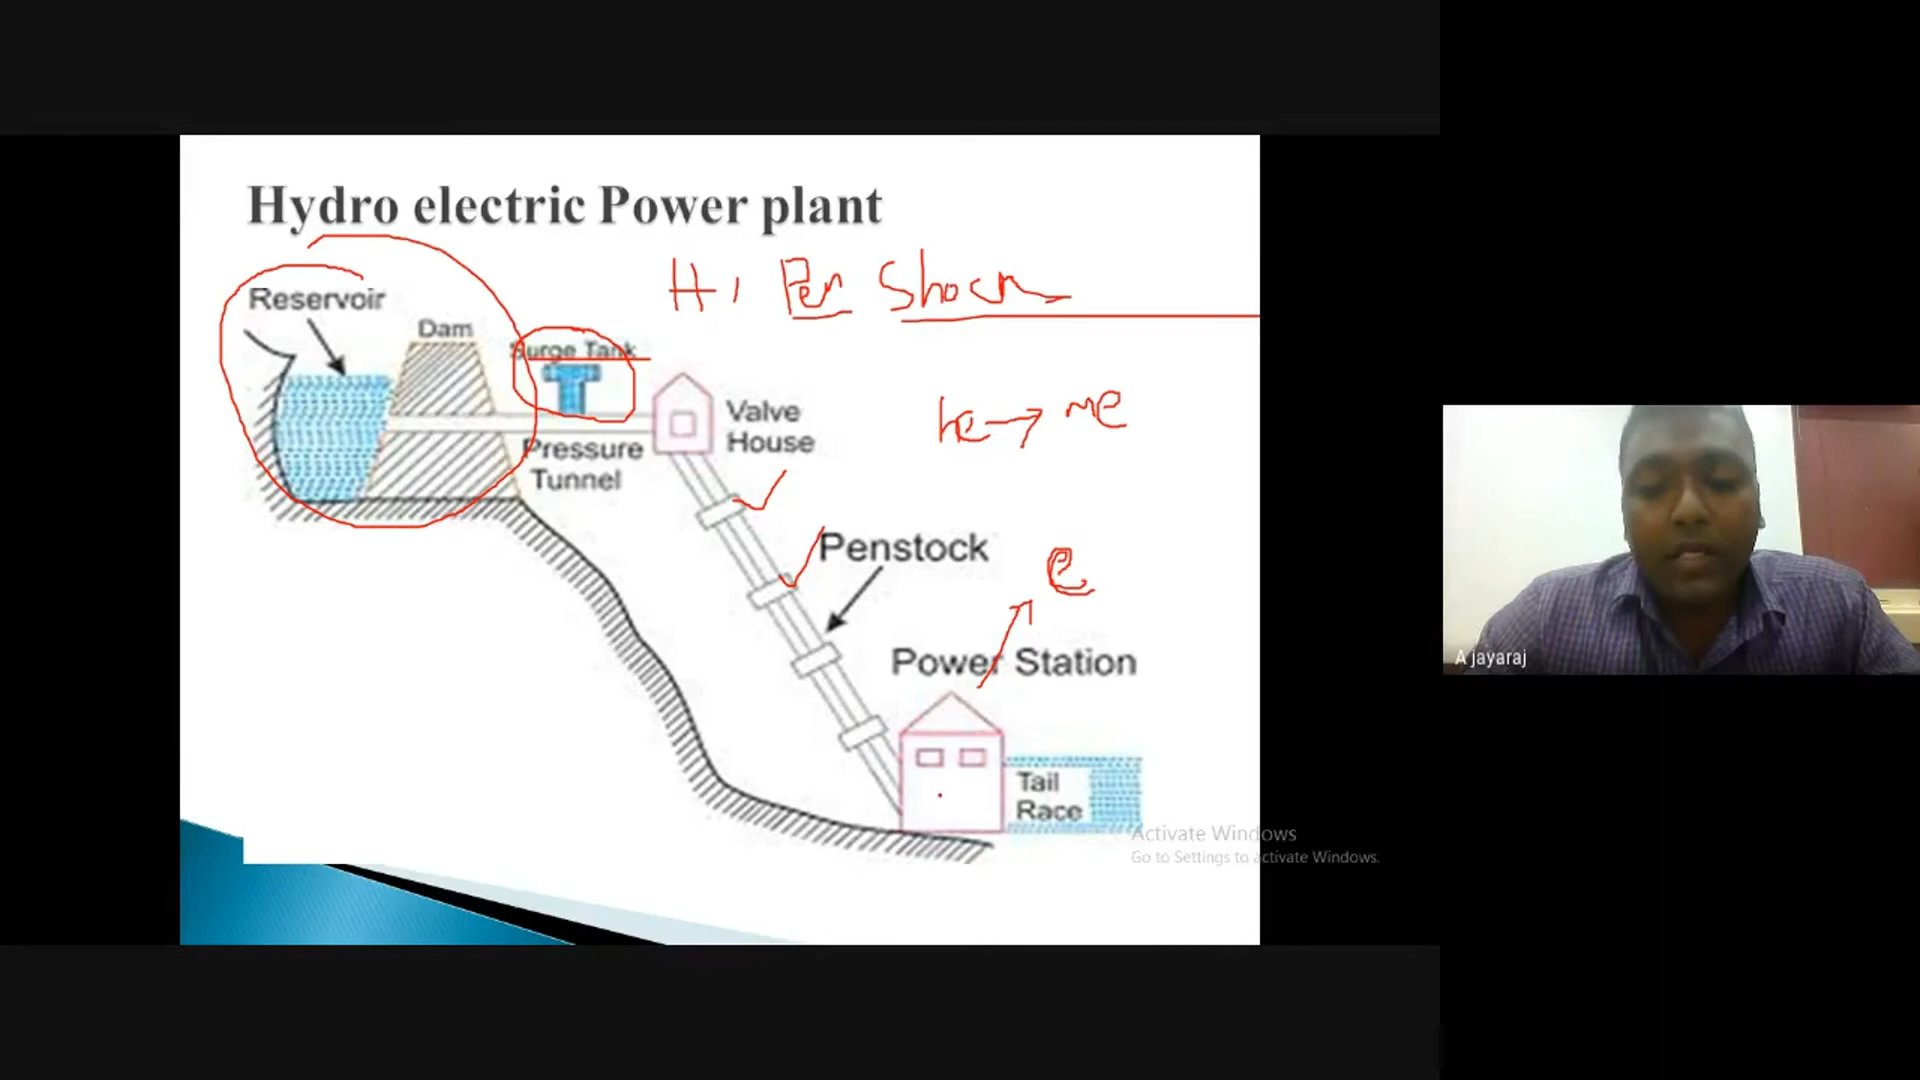 Hydro electric Power plant
H, Pen Shock
Reservoir
Dam
Surge Tank
Valve
House
Pressure
Tunnel
ke → me
Penstock
e
Power Station
Tail
Race
Activate Windows
Go to Settings to activate Windows.
A jayaraj